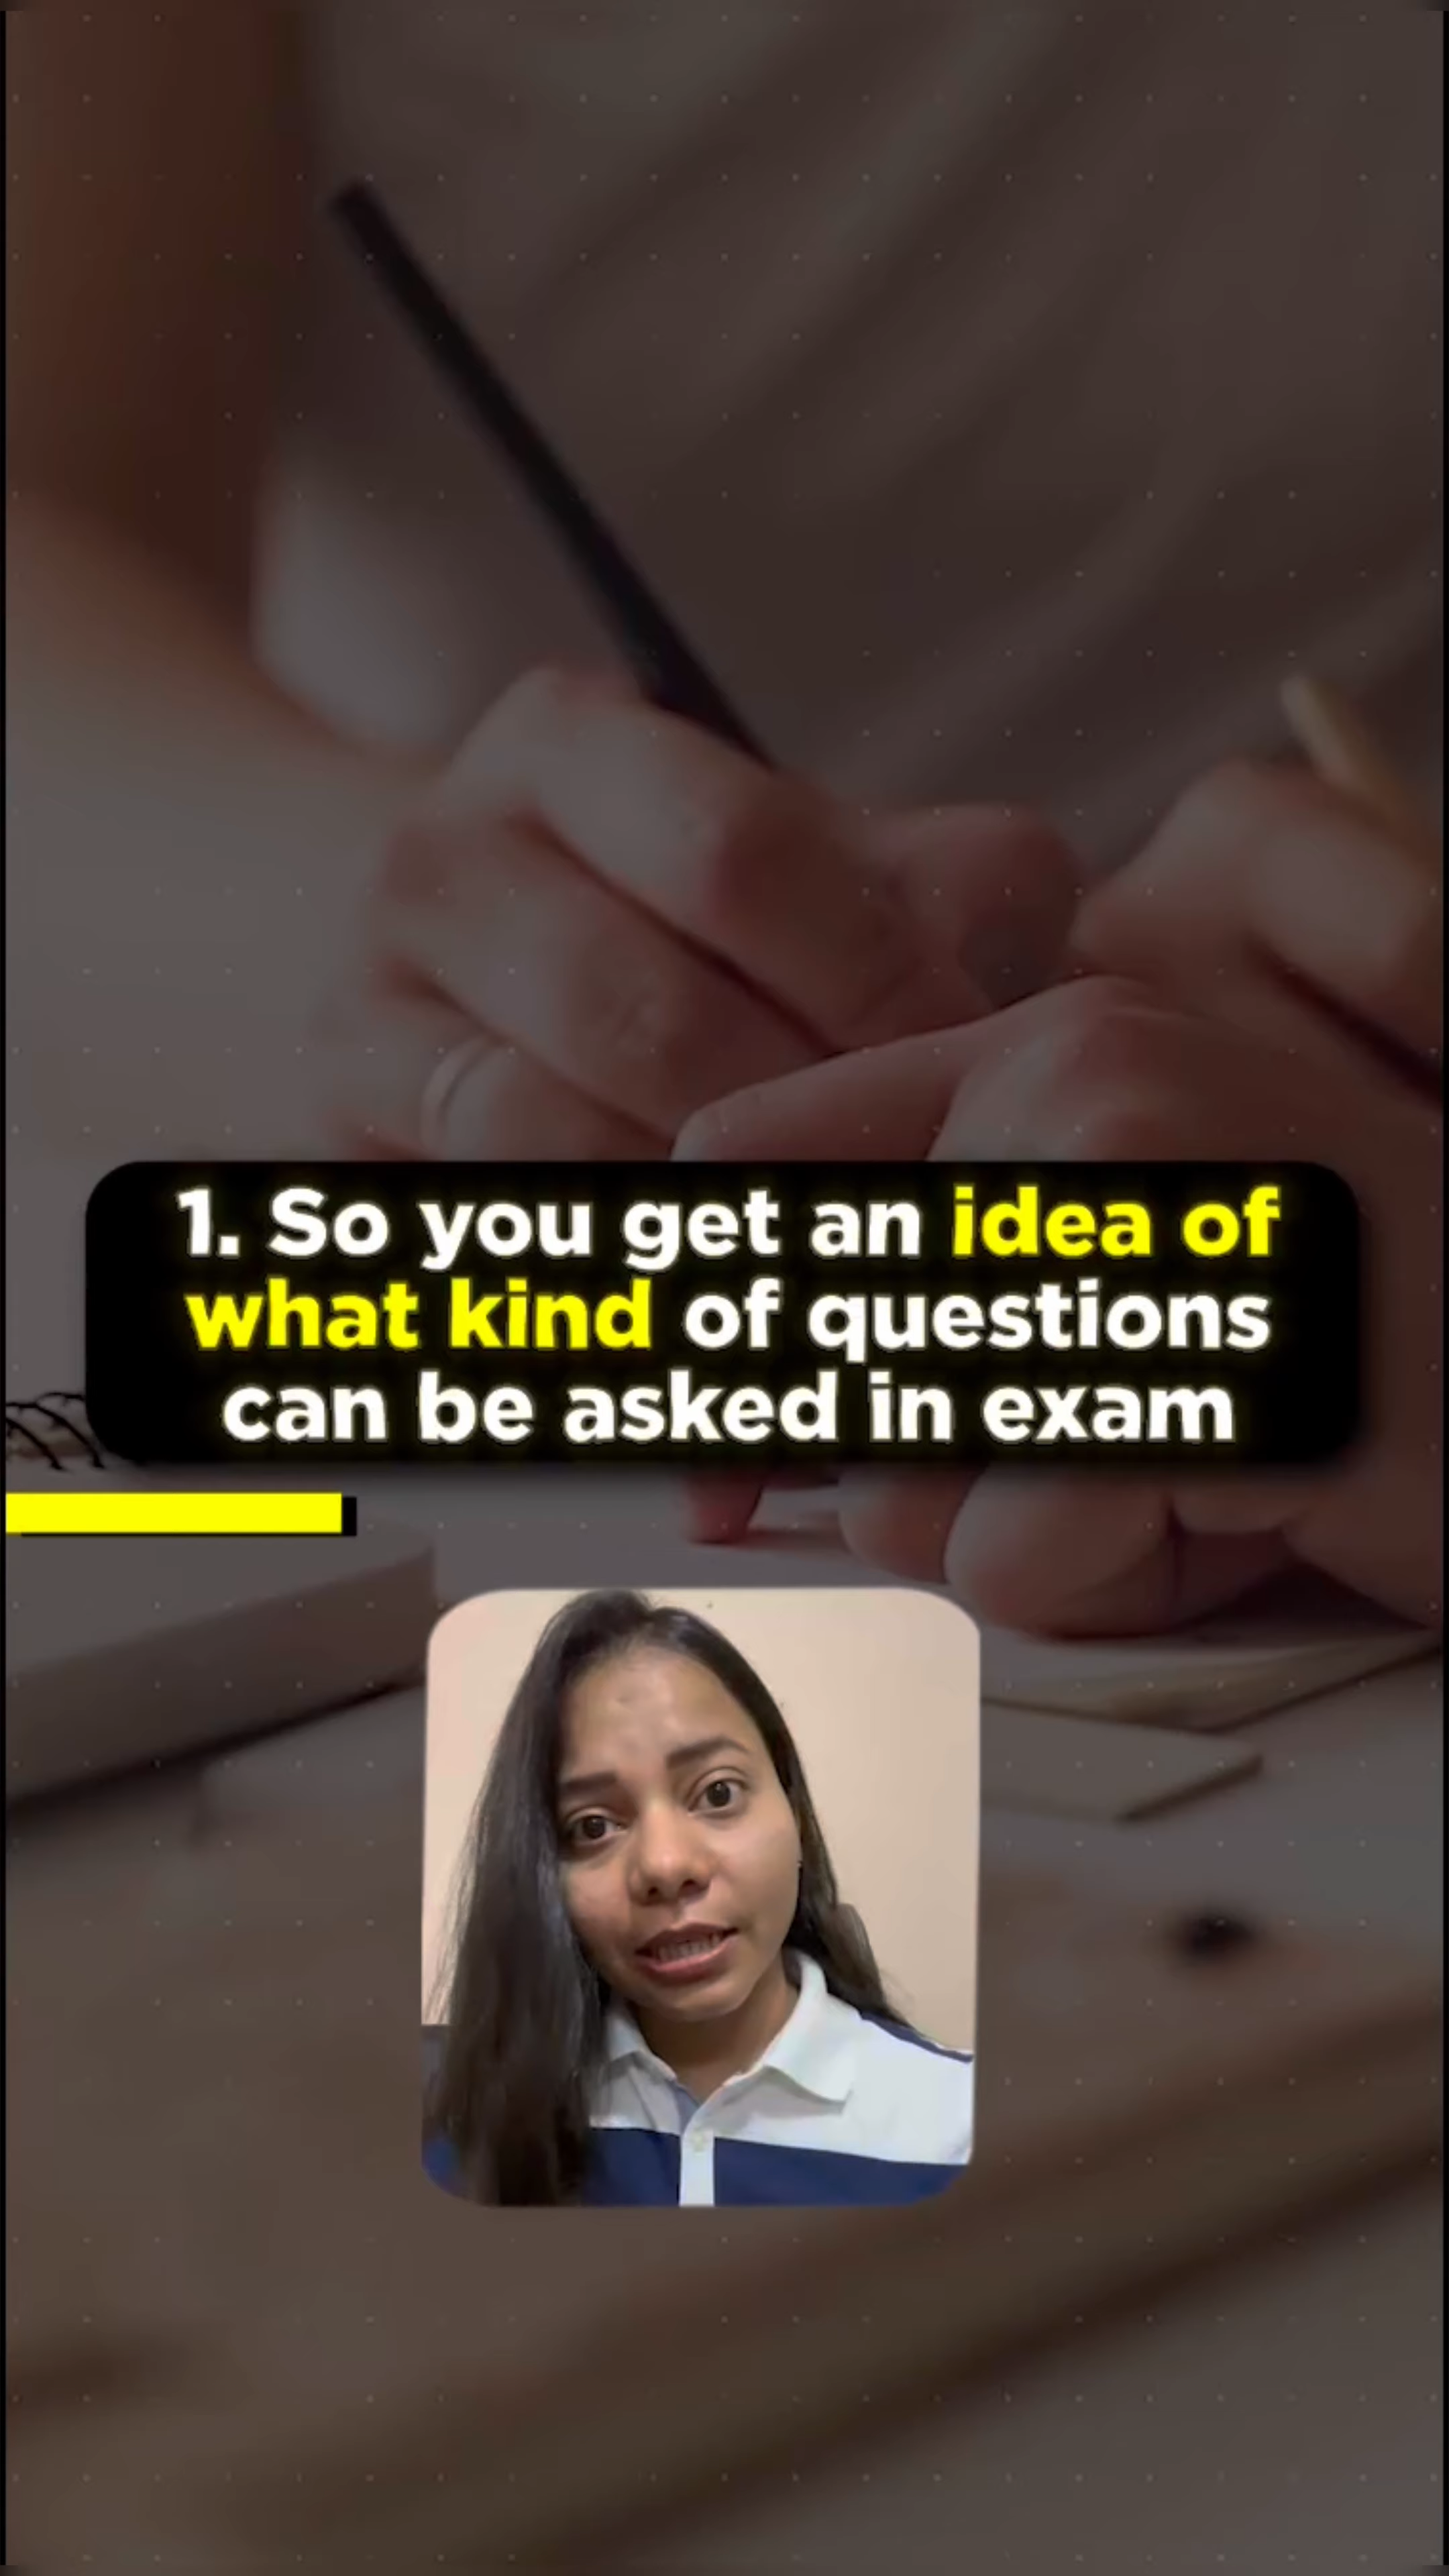 1. So you get an idea of
what kind of questions
can be asked in exam